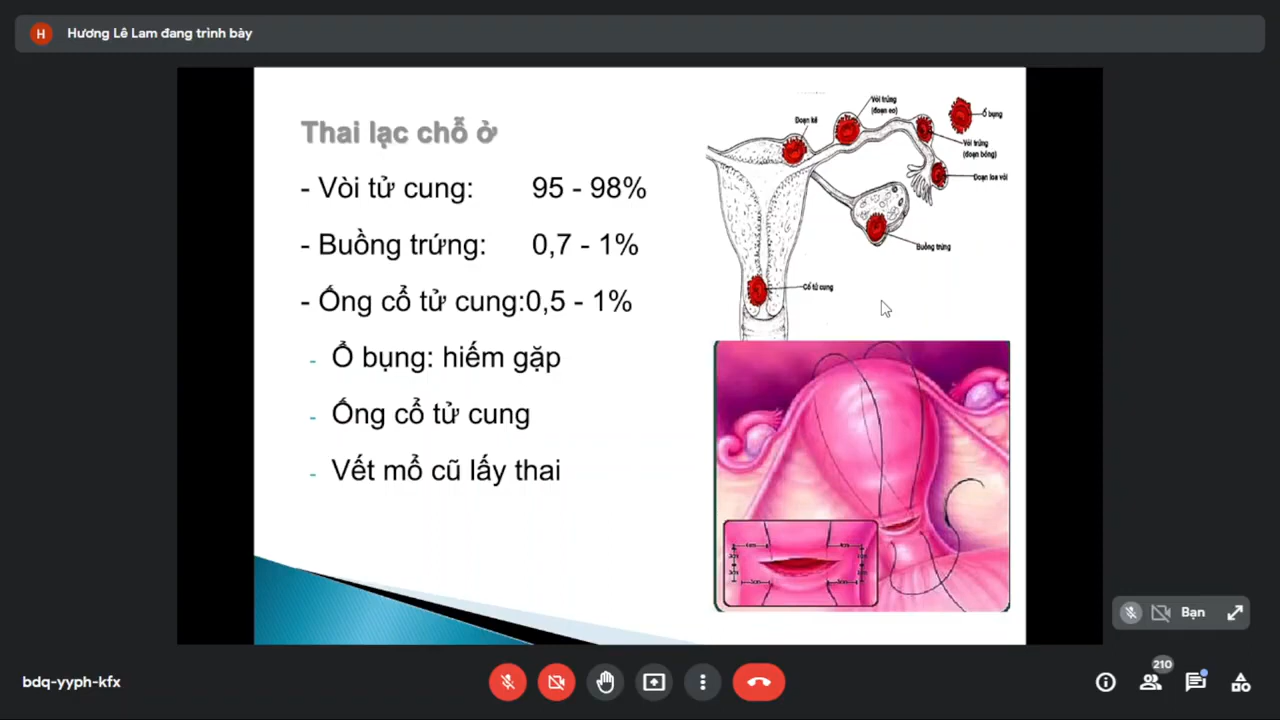 H
Hương Lê Lam đang trình bày
Thai lạc chỗ ở
- Vòi tử cung: 95 - 98%
- Buồng trứng: 0,7 - 1%
- Ống cổ tử cung:0,5 - 1%
- Ổ bụng: hiếm gặp
- Ống cổ tử cung
- Vết mổ cũ lấy thai
Đoạn kẽ
Vòi trứng
(đoạn eo)
Ổ bụng
Vòi trứng
(đoạn bóng)
Đoạn loa vòi
Buồng trứng
Cổ tử cung
Bạn
bdq-yyph-kfx
210